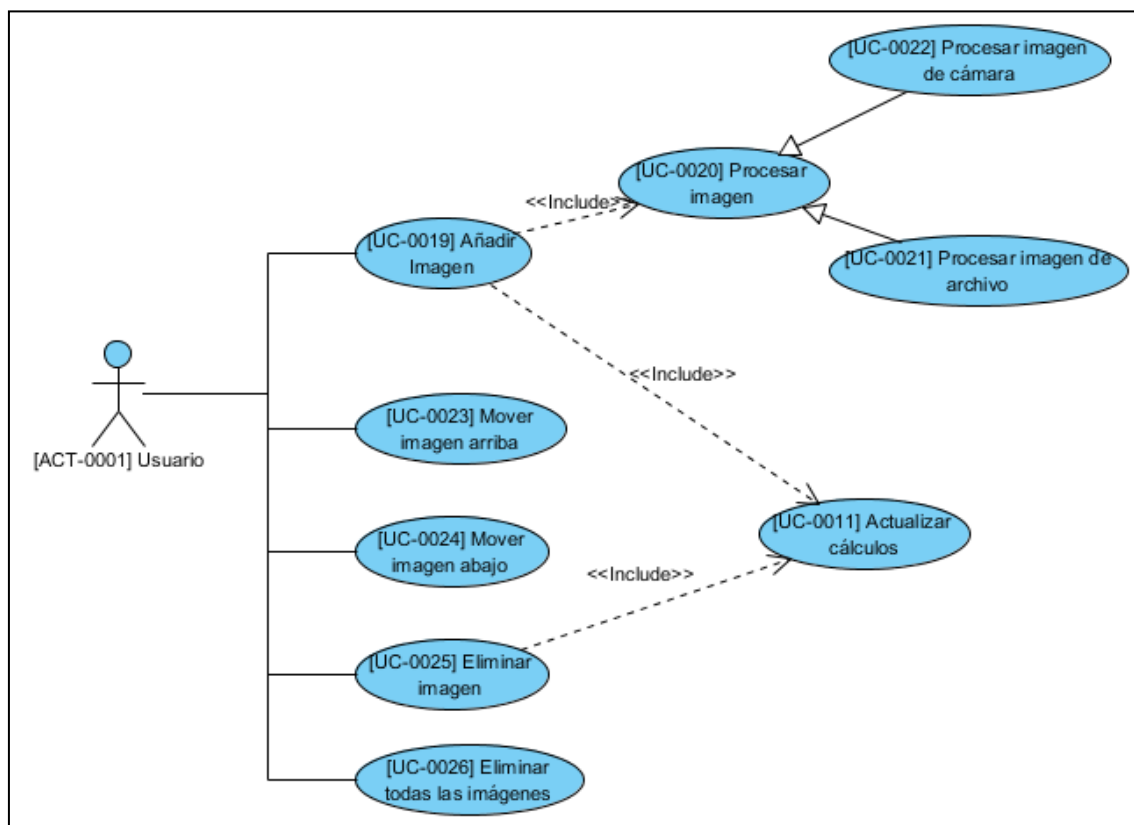 [UC-0022] Procesar imagen
de cámara
[UC-0020] Procesar
imagen
<<Include>>
[UC-0019] Añadir
Imagen
[UC-0021] Procesar imagen de
archivo
<<Include>>
[UC-0023] Mover
imagen arriba
[ACT-0001] Usuario
[UC-0011] Actualizar
cálculos
[UC-0024] Mover
imagen abajo
<<Include>>
[UC-0025] Eliminar
imagen
[UC-0026] Eliminar
todas las imágenes